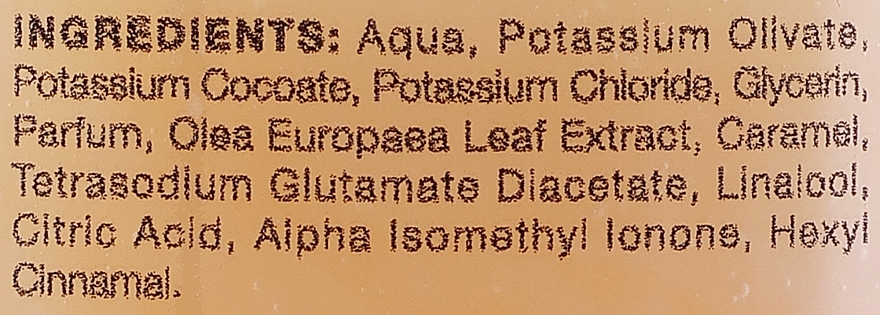 INGREDIENTS: Aqua, Potassium Olivate,
Potassium Cocoate, Potassium Chloride, Glycerin,
Parfum, Olea Europaea Leaf Extract, Caramel,
Tetrasodium Glutamate Diacetate, Linalool,
Citric Acid, Alpha Isomethyl Ionone, Hexyl
Cinnamal.